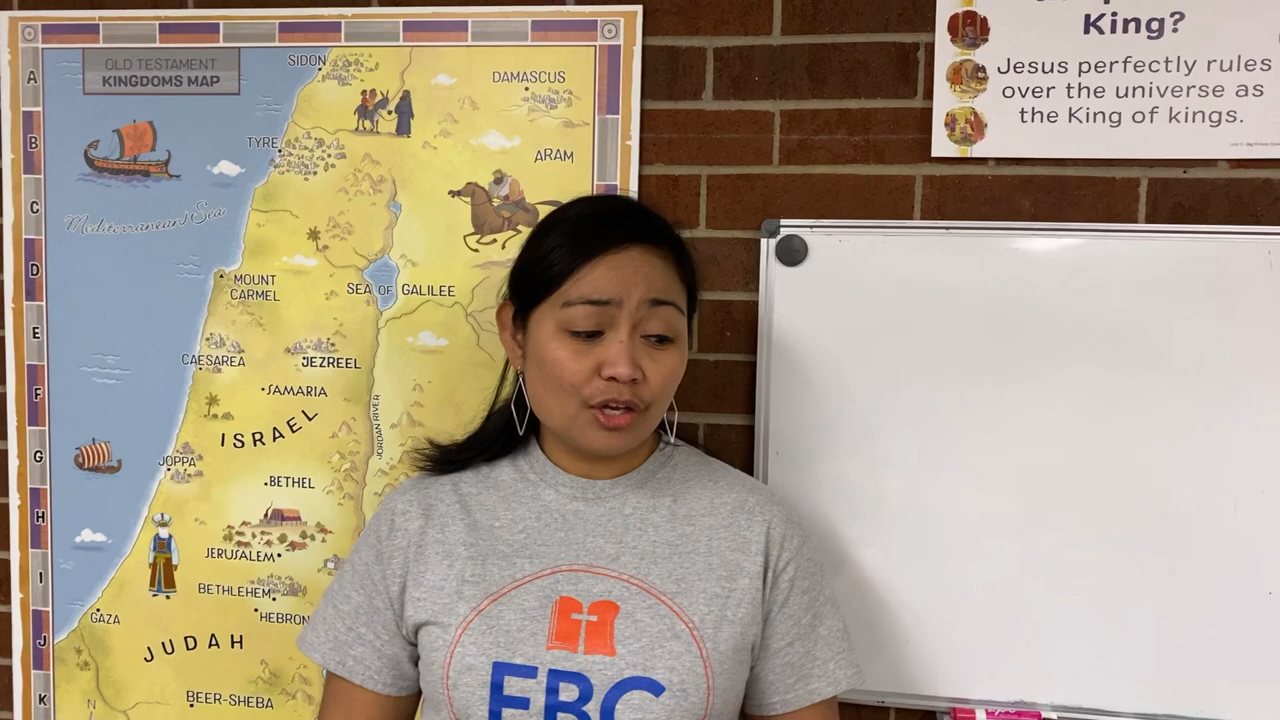 OLD TESTAMENT
KINGDOMS MAP
SIDON
DAMASCUS
TYRE
ARAM
Mediterranean Sea
MOUNT
CARMEL
SEA OF GALILEE
CAESAREA
JEZREEL
SAMARIA
ISRAEL
JORDAN RIVER
JOPPA
BETHEL
JERUSALEM
BETHLEHEM
HEBRON
GAZA
JUDAH
BEER-SHEBA
N
A
B
C
D
E
F
G
H
I
J
K
King?
Jesus perfectly rules
over the universe as
the King of kings.
EBC